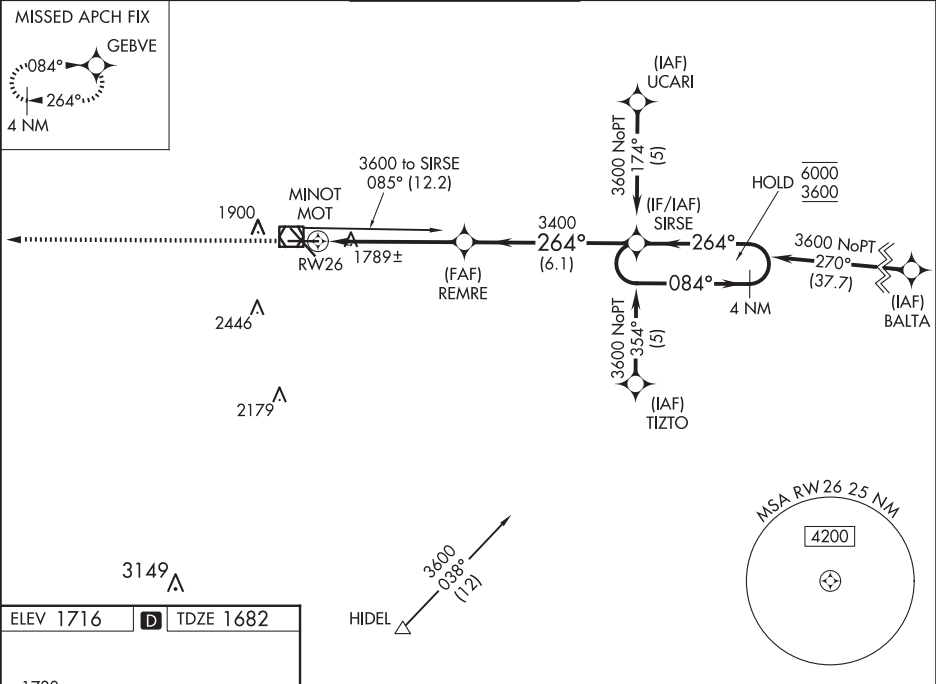 MISSED APCH FIX
GEBVE
084°
264°
4 NM
(IAF)
UCARI
3600 NoPT
174°
(5)
3600 to SIRSE
085° (12.2)
HOLD
6000
3600
MINOT
MOT
1900
(IF/IAF)
SIRSE
3400
264°
(6.1)
264°
3600 NoPT
270°
(37.7)
1789±
RW26
(FAF)
REMRE
084°
4 NM
(IAF)
BALTA
2446
3600 NoPT
354°
(5)
2179
(IAF)
TIZTO
MSA RW26 25 NM
4200
3600
038°
(12)
3149
HIDEL
ELEV 1716
D
TDZE 1682